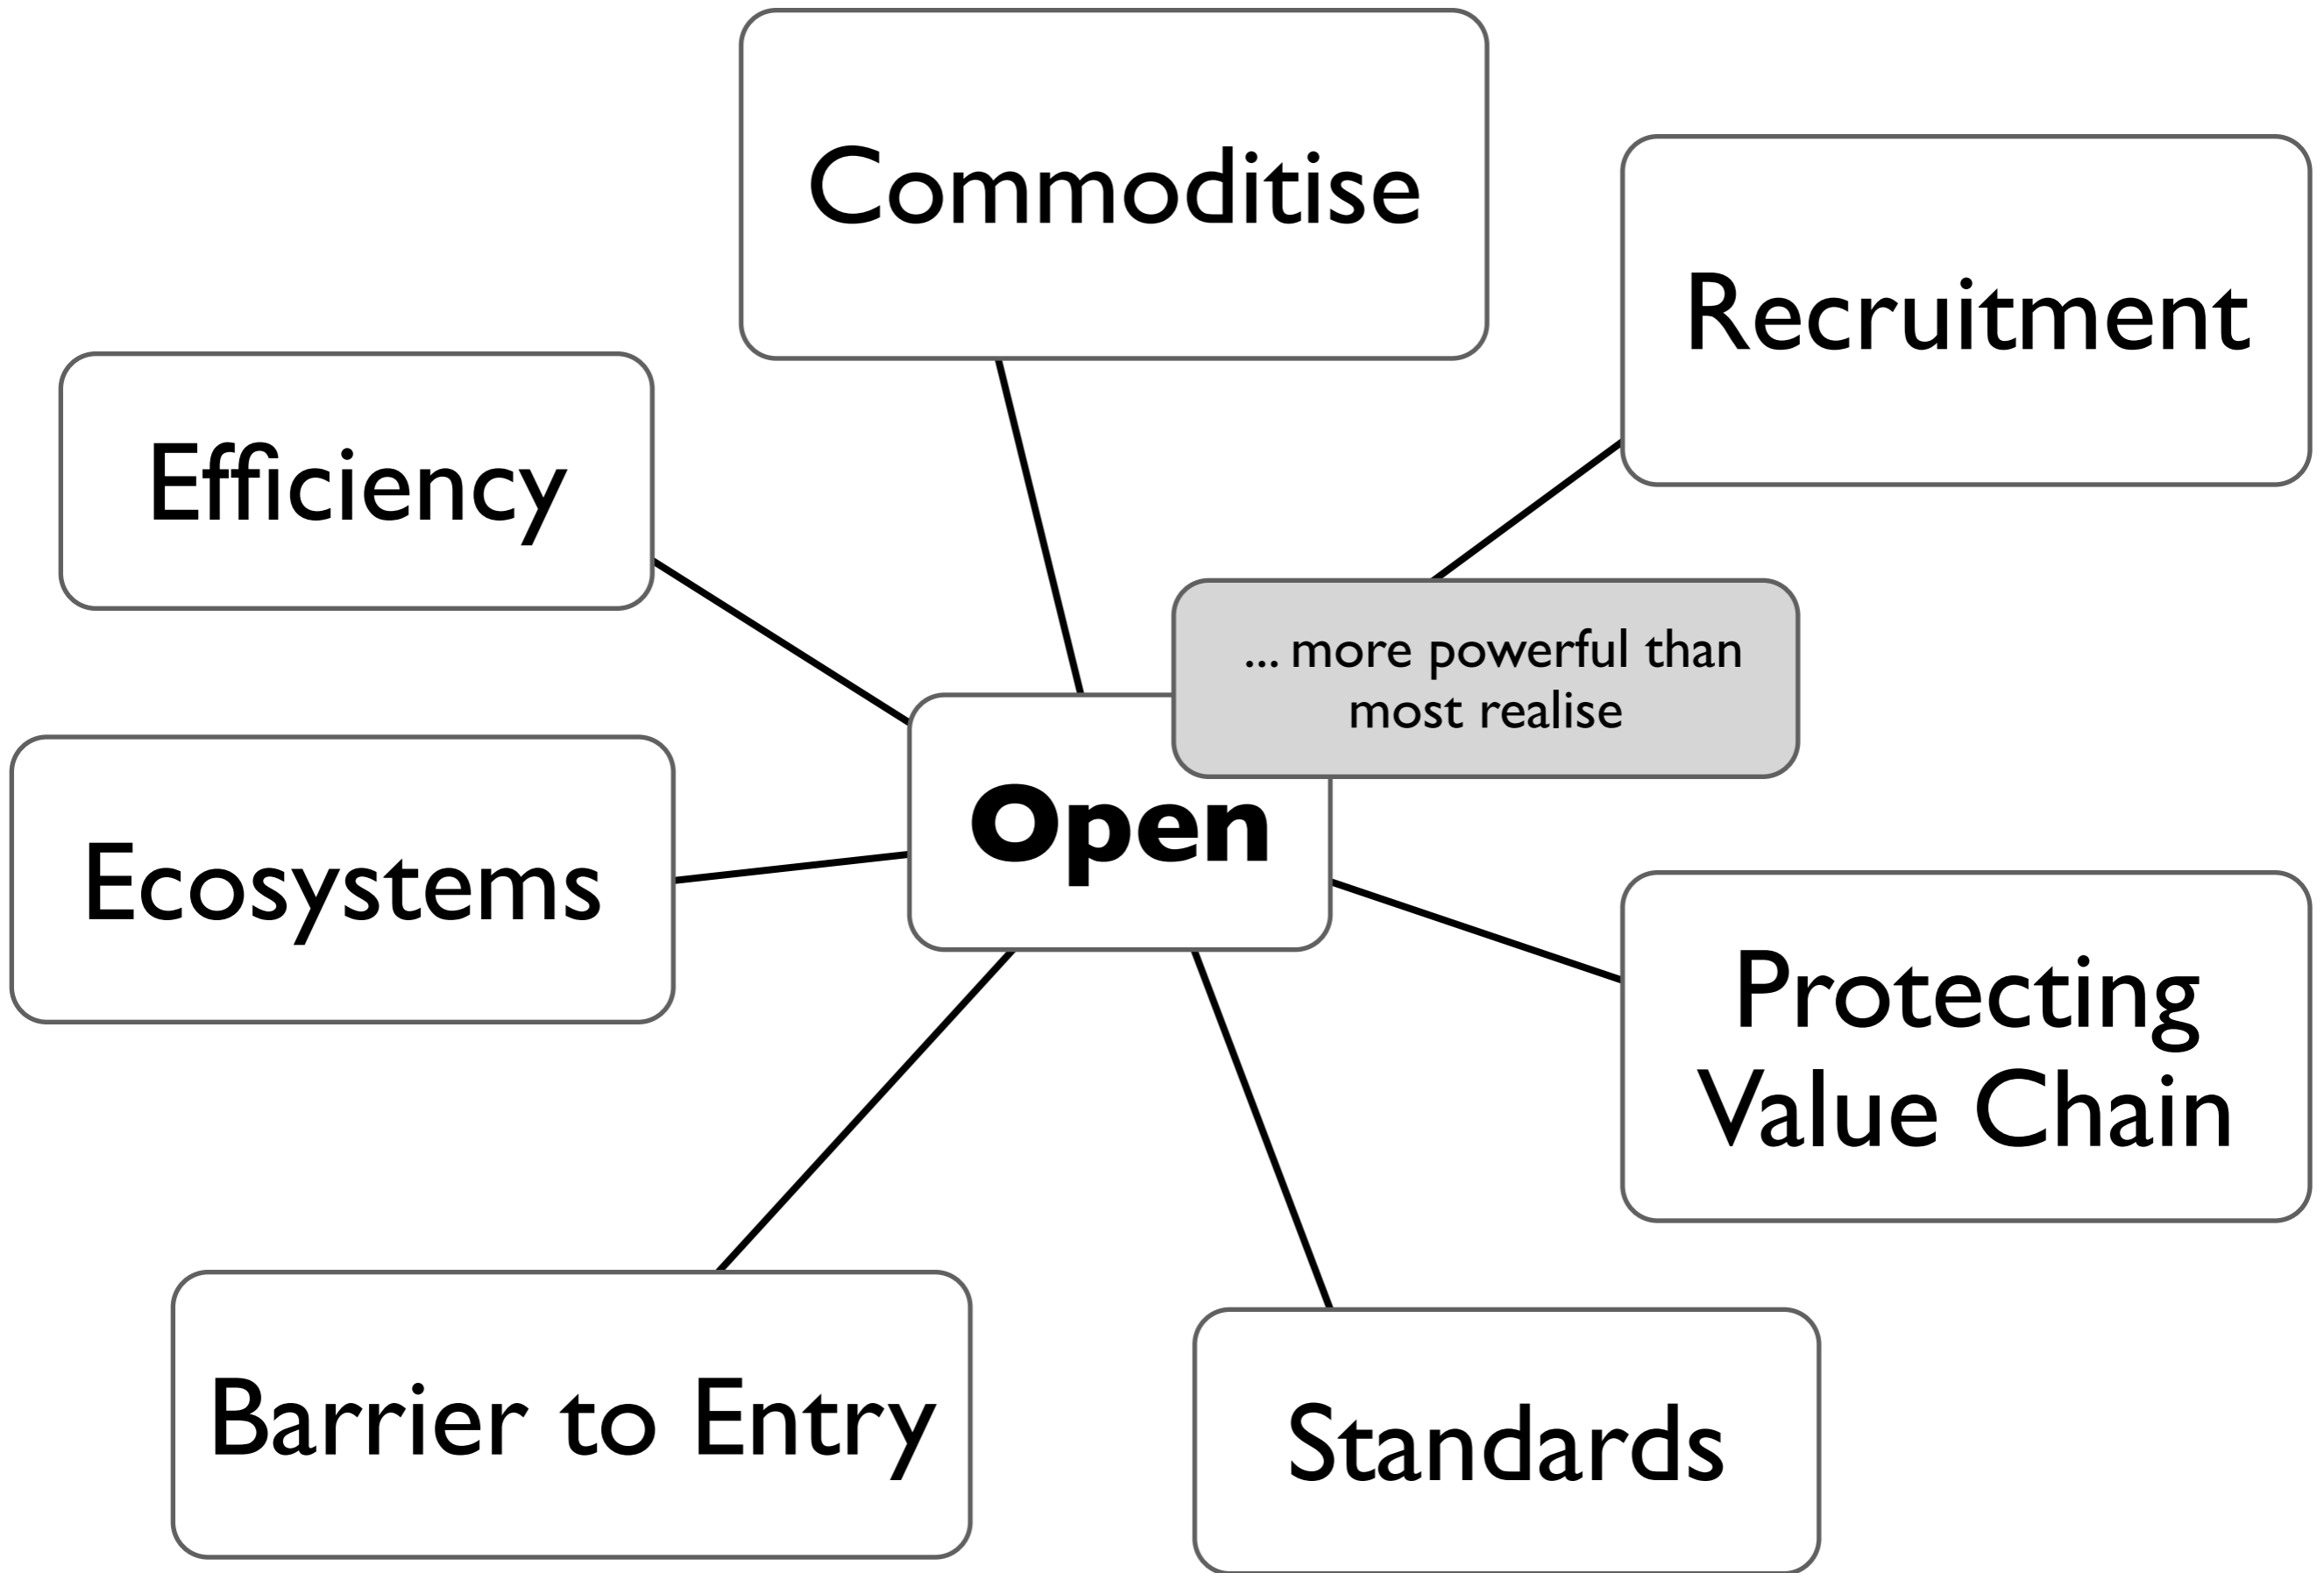 Commoditise
Recruitment
Efficiency
... more powerful than
most realise
Open
Ecosystems
Protecting
Value Chain
Barrier to Entry
Standards